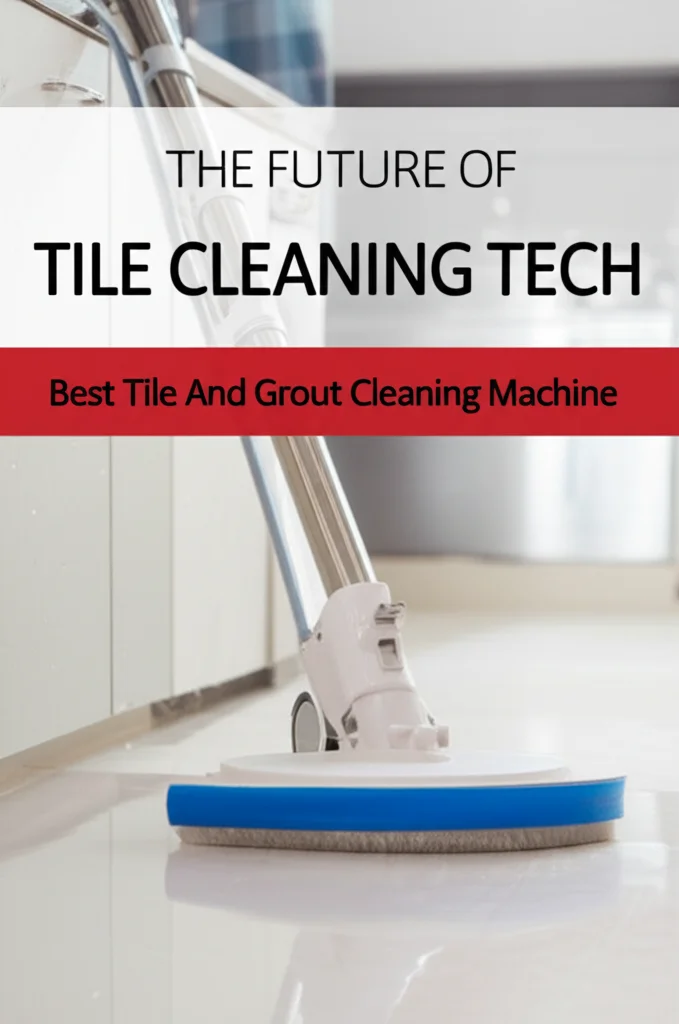 THE FUTURE OF
TILE CLEANING TECH
Best Tile And Grout Cleaning Machine